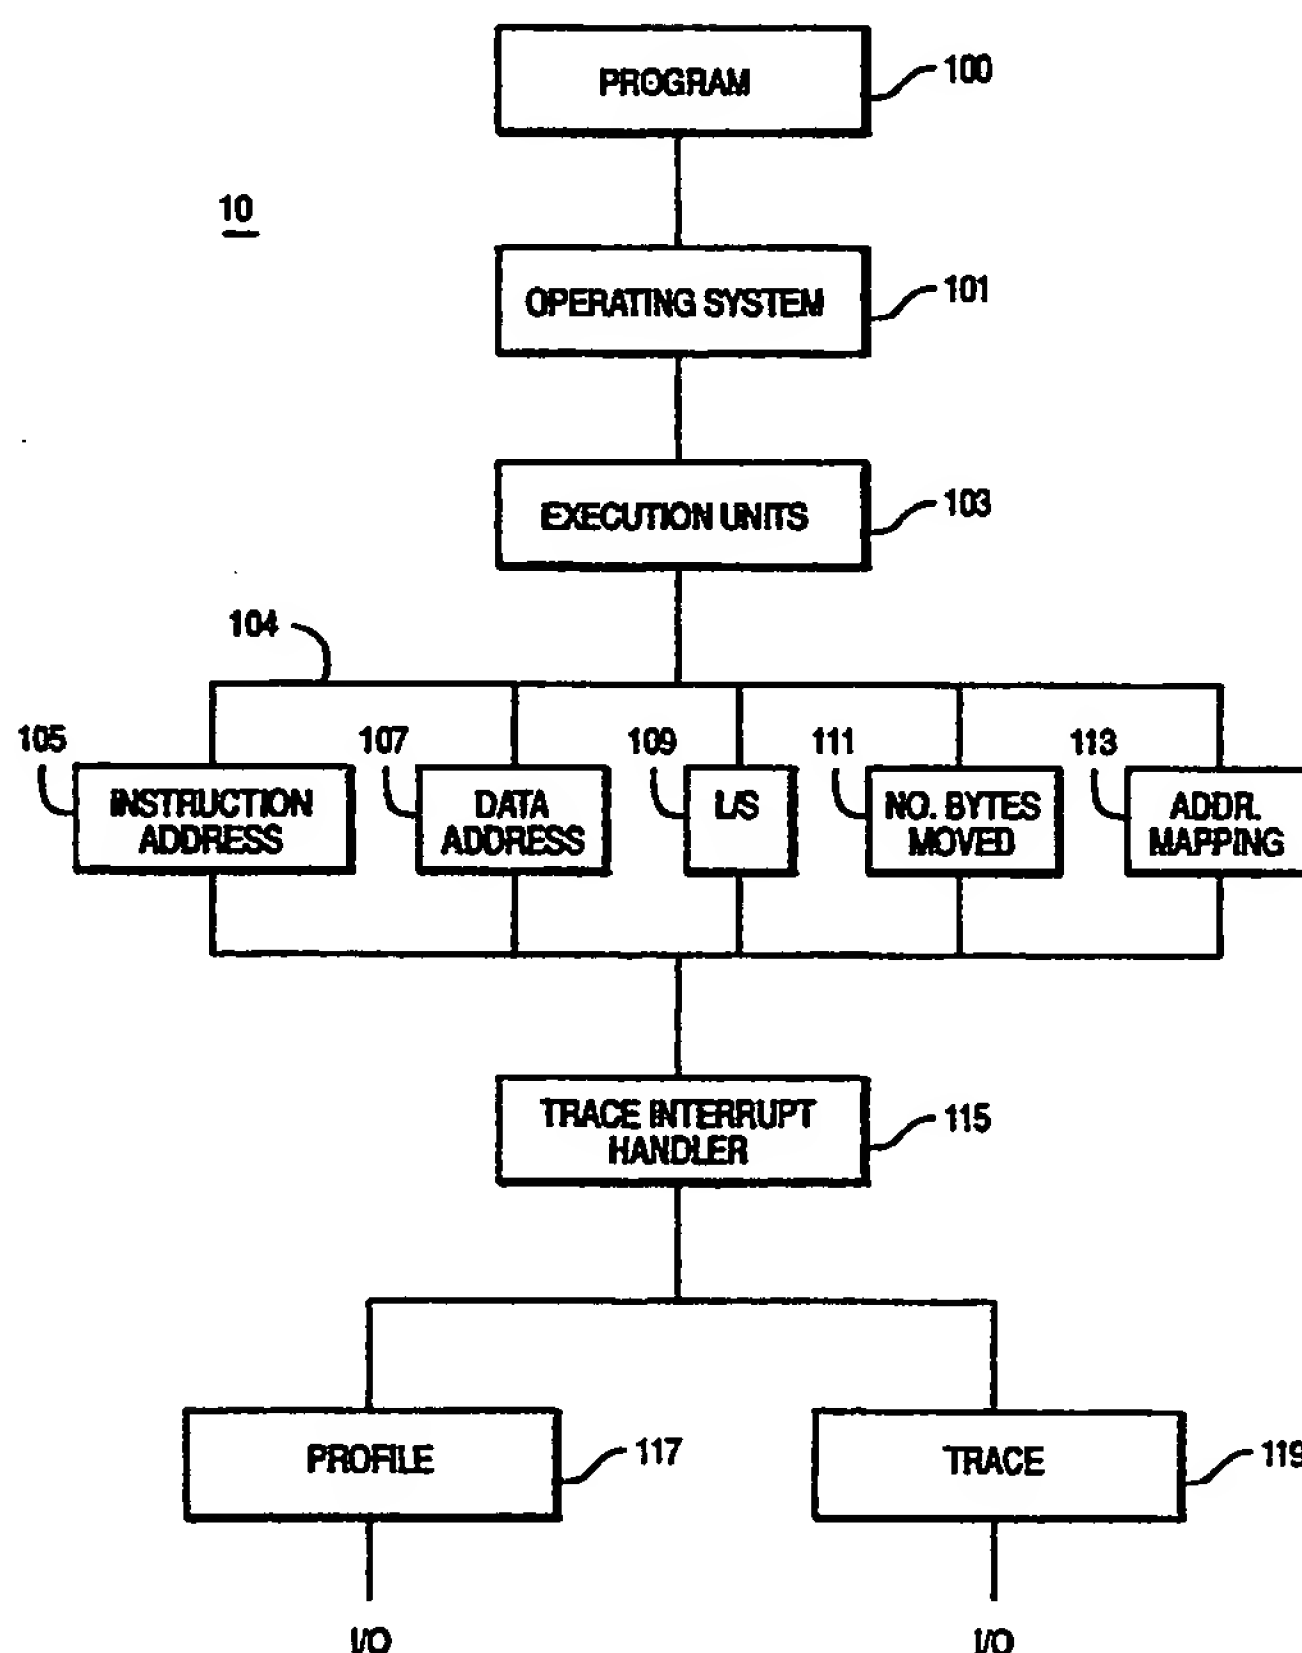 PROGRAM
100
10
OPERATING SYSTEM
101
EXECUTION UNITS
103
104
105
107
109
111
113
INSTRUCTION
ADDRESS
DATA
ADDRESS
L/S
NO. BYTES
MOVED
ADDR.
MAPPING
TRACE INTERRUPT
HANDLER
115
PROFILE
117
TRACE
119
I/O
I/O